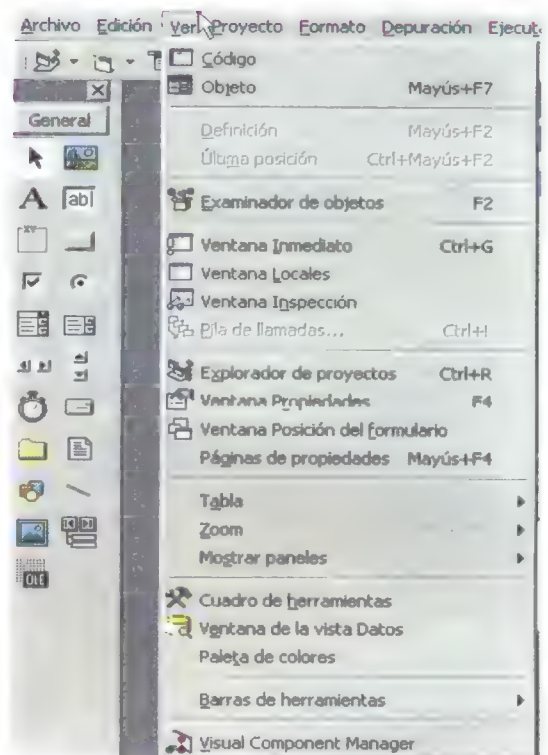 Archivo Edición Ver Proyecto Formato Depuración Ejecut
General
A ab|
XY
OLE
Código
Objeto Mayús+F7
Definición Mayús+F2
Última posición Ctrl+Mayús+F2
Examinador de objetos F2
Ventana Inmediato Ctrl+G
Ventana Locales
Ventana Inspección
Pila de llamadas... Ctrl+l
Explorador de proyectos Ctrl+R
Ventana Propiedades F4
Ventana Posición del formulario
Páginas de propiedades Mayús+F4
Tabla
Zoom
Mostrar paneles
Cuadro de herramientas
Ventana de la vista Datos
Paleta de colores
Barras de herramientas
Visual Component Manager